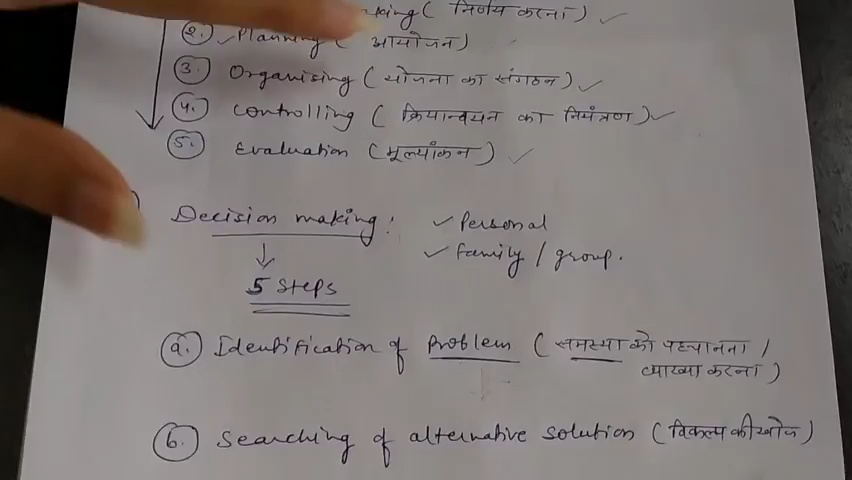 king ( निर्णय करना) ✓
2. ✓ Planning ( आयोजन)
3. Organising ( योजना का संगठन) ✓
4. Controlling ( क्रियान्वयन का नियंत्रण) ✓
5. Evaluation (मूल्यांकन) ✓
Decision making: ✓ Personal
✓ family / group.
5 Steps
a. Identification of Problem ( समस्या को पहचानना /
व्याख्या करना)
b. Searching of alternative solution (विकल्प की खोज)